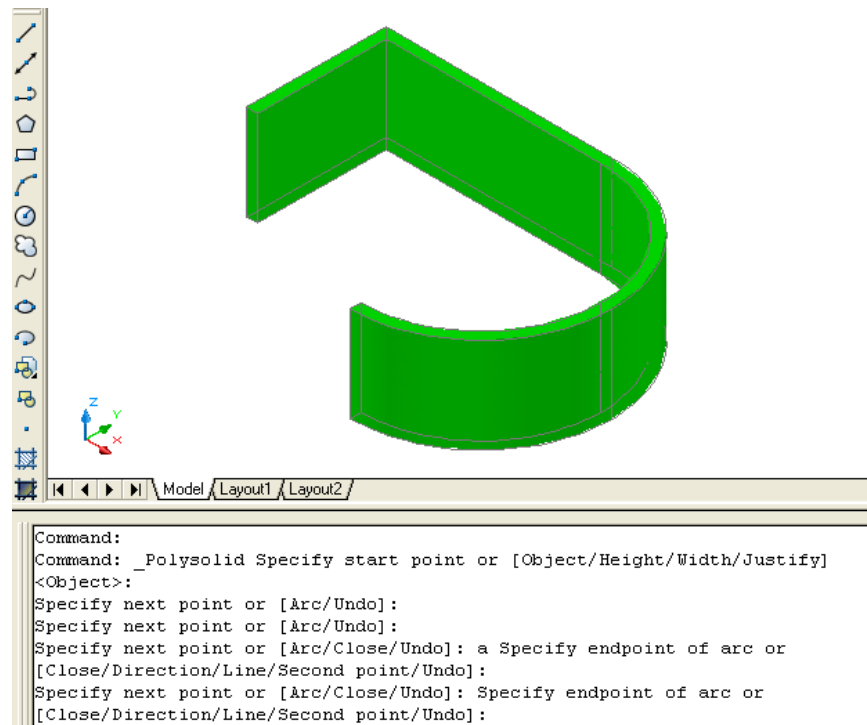 Z
Y
X
Model Layout1 Layout2
Command:
Command: _Polysolid Specify start point or [Object/Height/Width/Justify]
<Object>:
Specify next point or [Arc/Undo]:
Specify next point or [Arc/Undo]:
Specify next point or [Arc/Close/Undo]: a Specify endpoint of arc or
[Close/Direction/Line/Second point/Undo]:
Specify next point or [Arc/Close/Undo]: Specify endpoint of arc or
[Close/Direction/Line/Second point/Undo]: